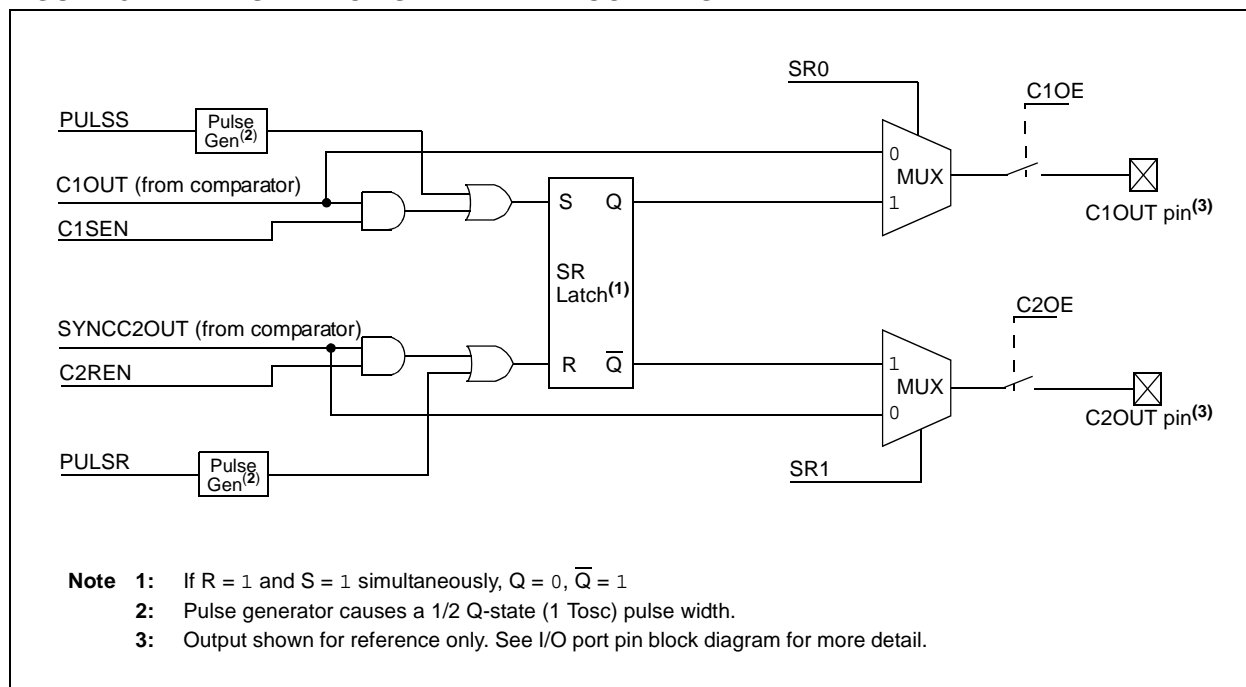 SR0
C1OE
PULSS
Pulse
Gen(2)
0
MUX
1
C1OUT (from comparator)
C1SEN
S Q
C1OUT pin(3)
SR
Latch(1)
C2OE
SYNCC2OUT (from comparator)
C2REN
R Q̅
1
MUX
0
C2OUT pin(3)
PULSR
Pulse
Gen(2)
SR1
Note 1: If R = 1 and S = 1 simultaneously, Q = 0, Q̅ = 1
2: Pulse generator causes a 1/2 Q-state (1 Tosc) pulse width.
3: Output shown for reference only. See I/O port pin block diagram for more detail.